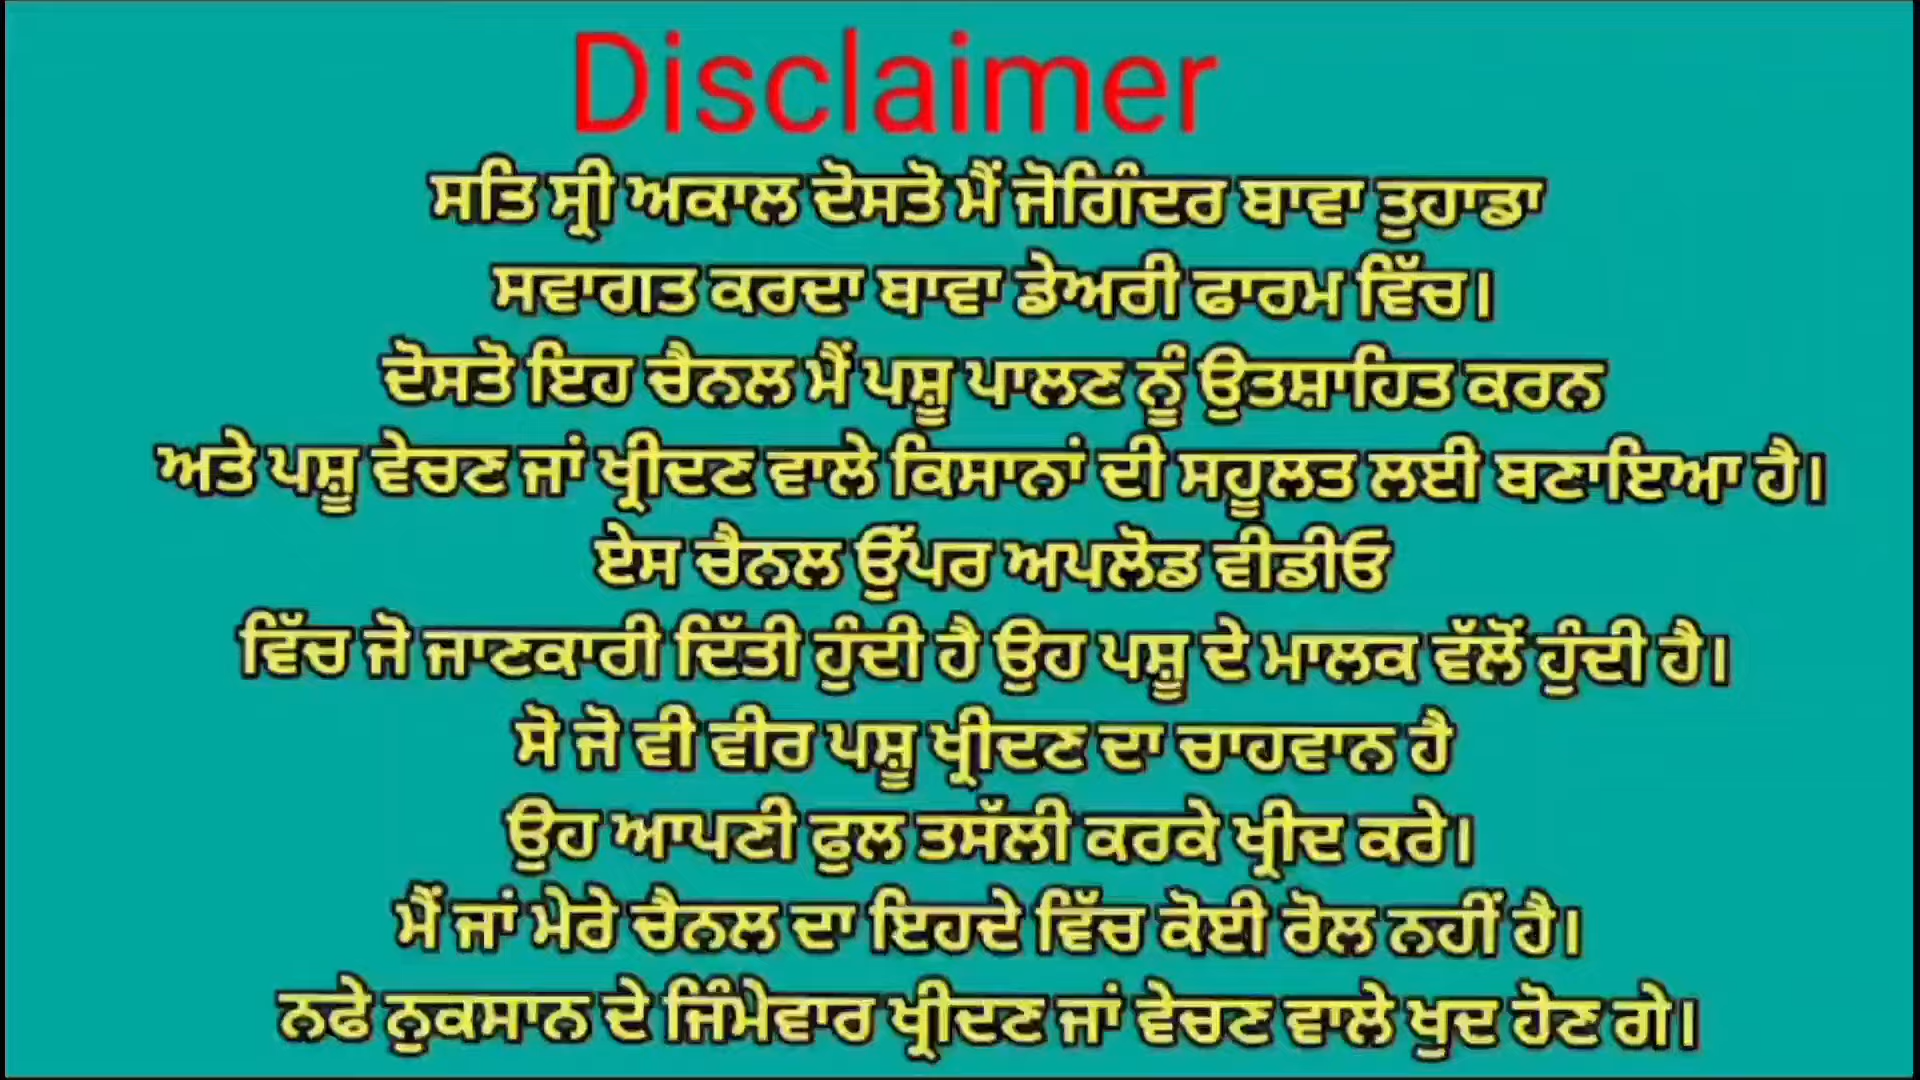 Disclaimer
ਸਤਿ ਸ੍ਰੀ ਅਕਾਲ ਦੋਸਤੋ ਮੈਂ ਜੋਗਿੰਦਰ ਬਾਵਾ ਤੁਹਾਡਾ
ਸਵਾਗਤ ਕਰਦਾ ਬਾਵਾ ਡੇਅਰੀ ਫਾਰਮ ਵਿੱਚ।
ਦੋਸਤੋ ਇਹ ਚੈਨਲ ਮੈਂ ਪਸ਼ੂ ਪਾਲਣ ਨੂੰ ਉਤਸ਼ਾਹਿਤ ਕਰਨ
ਅਤੇ ਪਸ਼ੂ ਵੇਚਣ ਜਾਂ ਖ੍ਰੀਦਣ ਵਾਲੇ ਕਿਸਾਨਾਂ ਦੀ ਸਹੂਲਤ ਲਈ ਬਣਾਇਆ ਹੈ।
ਏਸ ਚੈਨਲ ਉੱਪਰ ਅਪਲੋਡ ਵੀਡੀਓ
ਵਿੱਚ ਜੋ ਜਾਣਕਾਰੀ ਦਿੱਤੀ ਹੁੰਦੀ ਹੈ ਉਹ ਪਸ਼ੂ ਦੇ ਮਾਲਕ ਵੱਲੋਂ ਹੁੰਦੀ ਹੈ।
ਸੋ ਜੋ ਵੀ ਵੀਰ ਪਸ਼ੂ ਖ੍ਰੀਦਣ ਦਾ ਚਾਹਵਾਨ ਹੈ
ਉਹ ਆਪਣੀ ਫੁਲ ਤਸੱਲੀ ਕਰਕੇ ਖ੍ਰੀਦ ਕਰੇ।
ਮੈਂ ਜਾਂ ਮੇਰੇ ਚੈਨਲ ਦਾ ਇਹਦੇ ਵਿੱਚ ਕੋਈ ਰੋਲ ਨਹੀਂ ਹੈ।
ਨਫੇ ਨੁਕਸਾਨ ਦੇ ਜਿੰਮੇਵਾਰ ਖ੍ਰੀਦਣ ਜਾਂ ਵੇਚਣ ਵਾਲੇ ਖੁਦ ਹੋਣ ਗੇ।